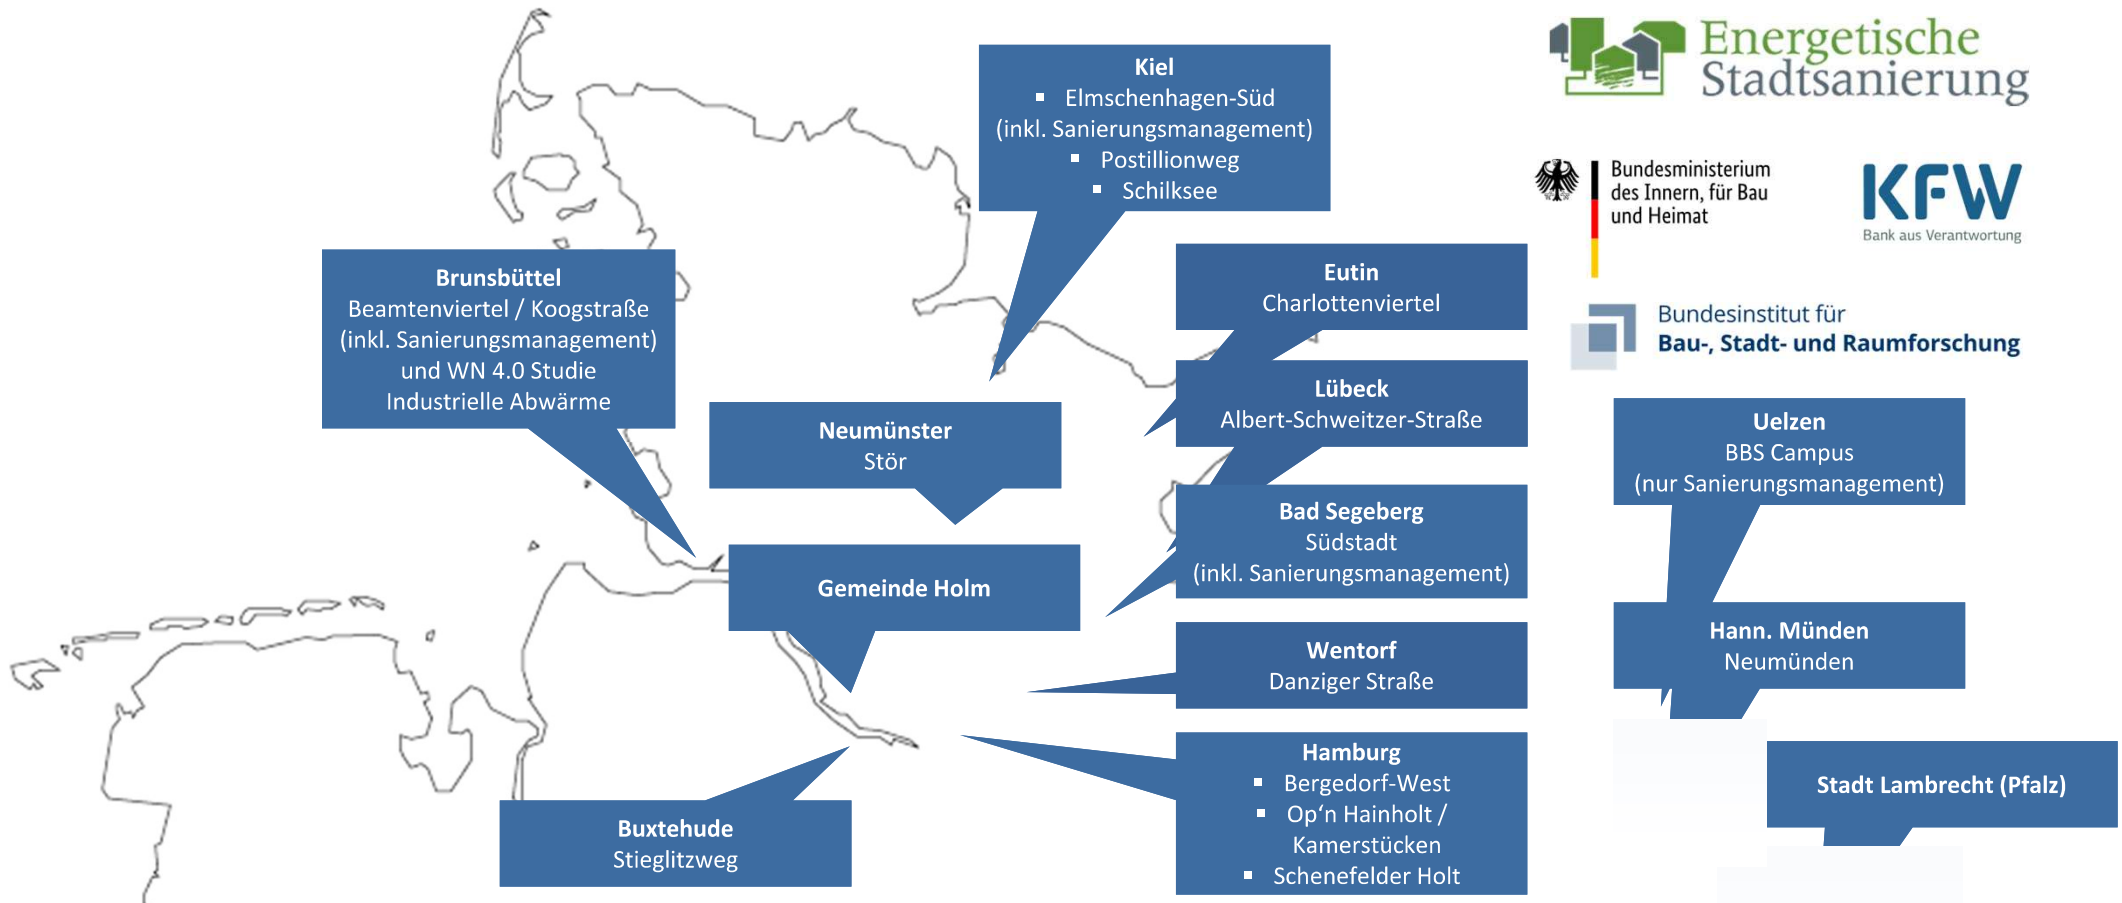 Energetische
Stadtsanierung
Kiel
▪ Elmschenhagen-Süd
(inkl. Sanierungsmanagement)
▪ Postillionweg
▪ Schilksee
Bundesministerium
des Innern, für Bau
und Heimat
KFW
Bank aus Verantwortung
Brunsbüttel
Beamtenviertel / Koogstraße
(inkl. Sanierungsmanagement)
und WN 4.0 Studie
Industrielle Abwärme
Eutin
Charlottenviertel
Bundesinstitut für
Bau-, Stadt- und Raumforschung
Lübeck
Albert-Schweitzer-Straße
Neumünster
Stör
Uelzen
BBS Campus
(nur Sanierungsmanagement)
Bad Segeberg
Südstadt
(inkl. Sanierungsmanagement)
Gemeinde Holm
Hann. Münden
Neumünden
Wentorf
Danziger Straße
Hamburg
▪ Bergedorf-West
▪ Op‘n Hainholt /
Kamerstücken
▪ Schenefelder Holt
Stadt Lambrecht (Pfalz)
Buxtehude
Stieglitzweg